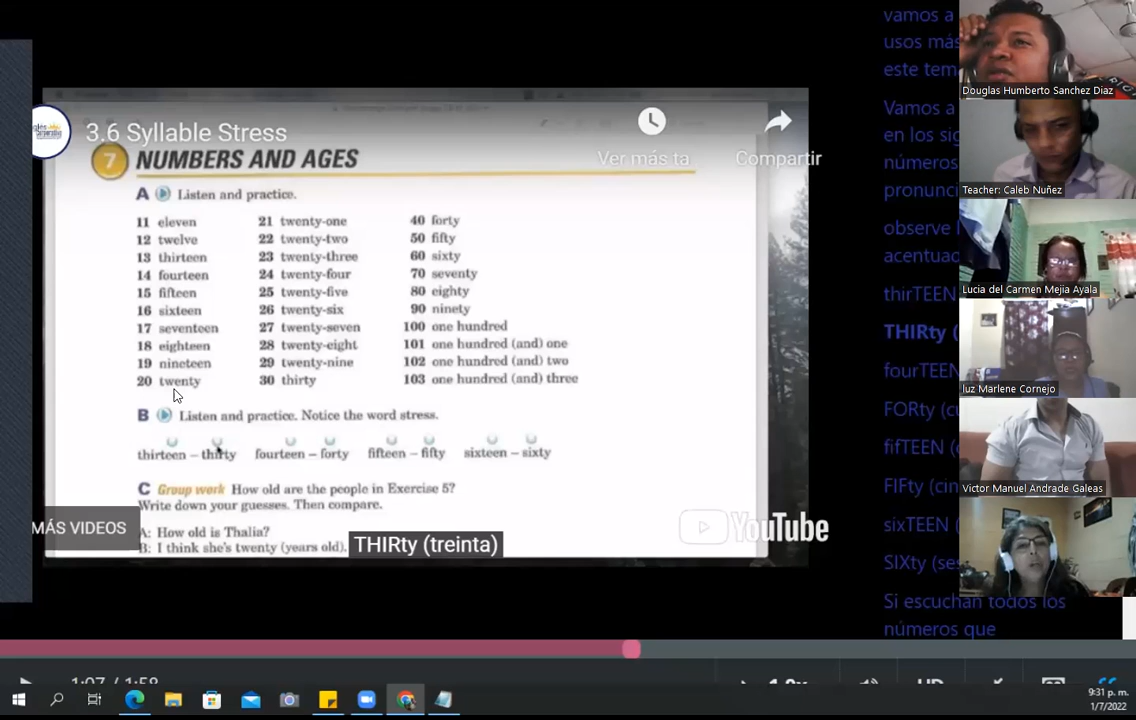 3.6 Syllable Stress
Ver más ta
Compartir
7 NUMBERS AND AGES
A Listen and practice.
11 eleven
12 twelve
13 thirteen
14 fourteen
15 fifteen
16 sixteen
17 seventeen
18 eighteen
19 nineteen
20 twenty
21 twenty-one
22 twenty-two
23 twenty-three
24 twenty-four
25 twenty-five
26 twenty-six
27 twenty-seven
28 twenty-eight
29 twenty-nine
30 thirty
40 forty
50 fifty
60 sixty
70 seventy
80 eighty
90 ninety
100 one hundred
101 one hundred (and) one
102 one hundred (and) two
103 one hundred (and) three
B Listen and practice. Notice the word stress.
thirteen – thirty fourteen – forty fifteen – fifty sixteen – sixty
C Group work How old are the people in Exercise 5?
Write down your guesses. Then compare.
A: How old is Thalia?
B: I think she's twenty (years old).
MÁS VIDEOS
THIRty (treinta)
YouTube
vamos a
usos más
este tem
Vamos a
en los sig
números
pronunc
observe
acentuad
thirTEEN
THIRty (
fourTEEN
FORty (c
fifTEEN (
FIFty (cin
sixTEEN (
SIXty (se
Si escuchan todos los
números que
Douglas Humberto Sanchez Diaz
Teacher: Caleb Nuñez
Lucia del Carmen Mejia Ayala
luz Marlene Cornejo
Victor Manuel Andrade Galeas
1:07 / 1:58
HD
9:31 p. m.
1/7/2022